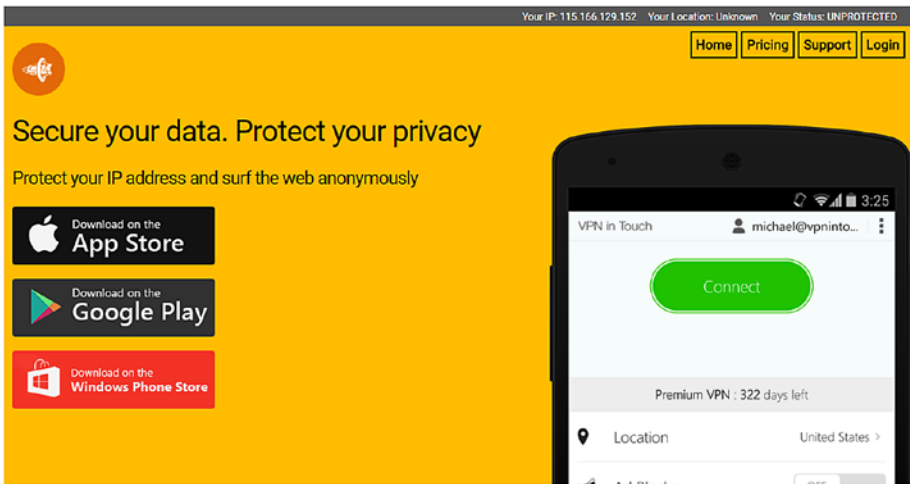 Your IP: 115.166.129.152 Your Location: Unknown Your Status: UNPROTECTED
Home Pricing Support Login
Secure your data. Protect your privacy
Protect your IP address and surf the web anonymously
Download on the
App Store
Download on the
Google Play
Download on the
Windows Phone Store
3:25
VPN in Touch michael@vpninto...
Connect
Premium VPN : 322 days left
Location United States >
OFF